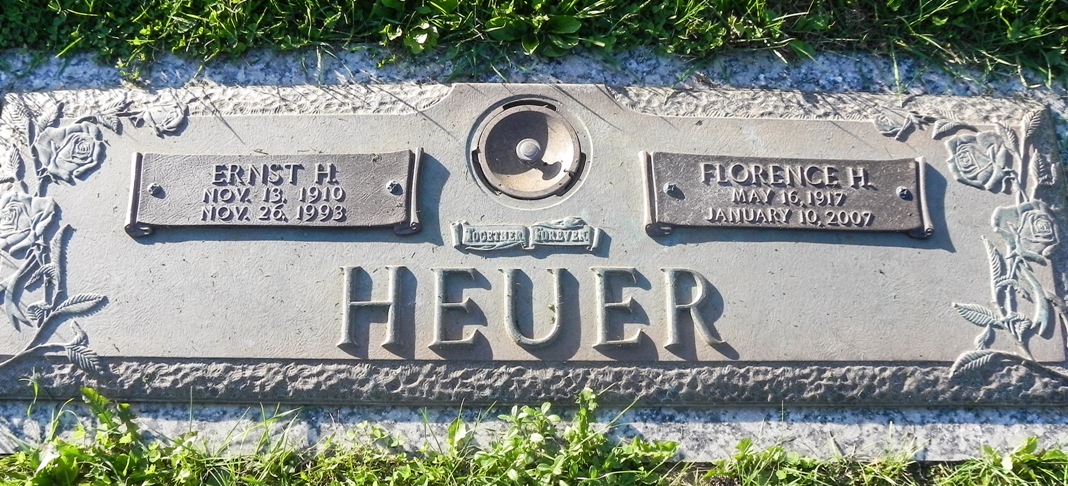 ERNST H.
NOV. 13, 1910
NOV. 26, 1993
FLORENCE H.
MAY 16, 1917
JANUARY 10, 2007
TOGETHER FOREVER
HEUER